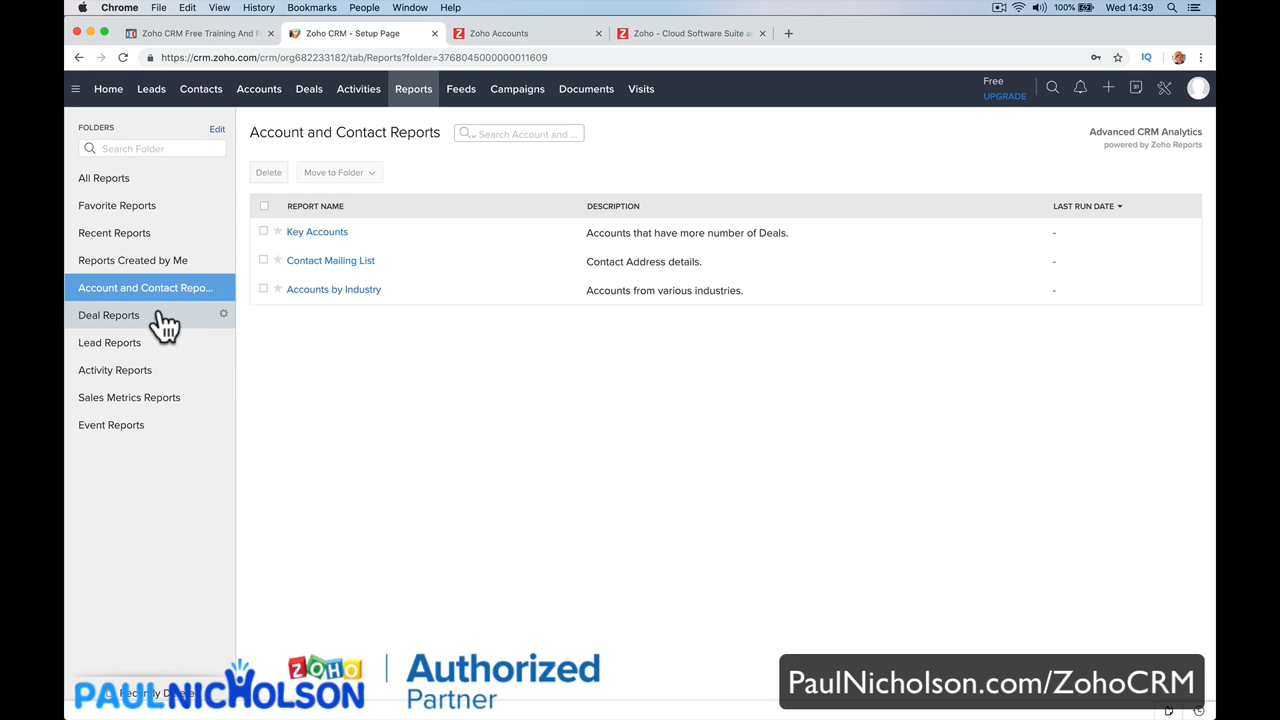 Chrome File Edit View History Bookmarks People Window Help 100% Wed 14:39
Zoho CRM Free Training And F
Zoho CRM - Setup Page
Zoho Accounts
Zoho - Cloud Software Suite a
https://crm.zoho.com/crm/org682233182/tab/Reports?folder=3768045000000011609
IQ
Home Leads Contacts Accounts Deals Activities Reports Feeds Campaigns Documents Visits
Free
UPGRADE
31
FOLDERS
Edit
Search Folder
All Reports
Favorite Reports
Recent Reports
Reports Created by Me
Account and Contact Repo...
Deal Reports
Lead Reports
Activity Reports
Sales Metrics Reports
Event Reports
Account and Contact Reports
Search Account and ...
Advanced CRM Analytics
powered by Zoho Reports
Delete
Move to Folder
REPORT NAME DESCRIPTION LAST RUN DATE
Key Accounts Accounts that have more number of Deals. -
Contact Mailing List Contact Address details. -
Accounts by Industry Accounts from various industries. -
PAULNICHOLSON
ZOHO
Authorized
Partner
PaulNicholson.com/ZohoCRM